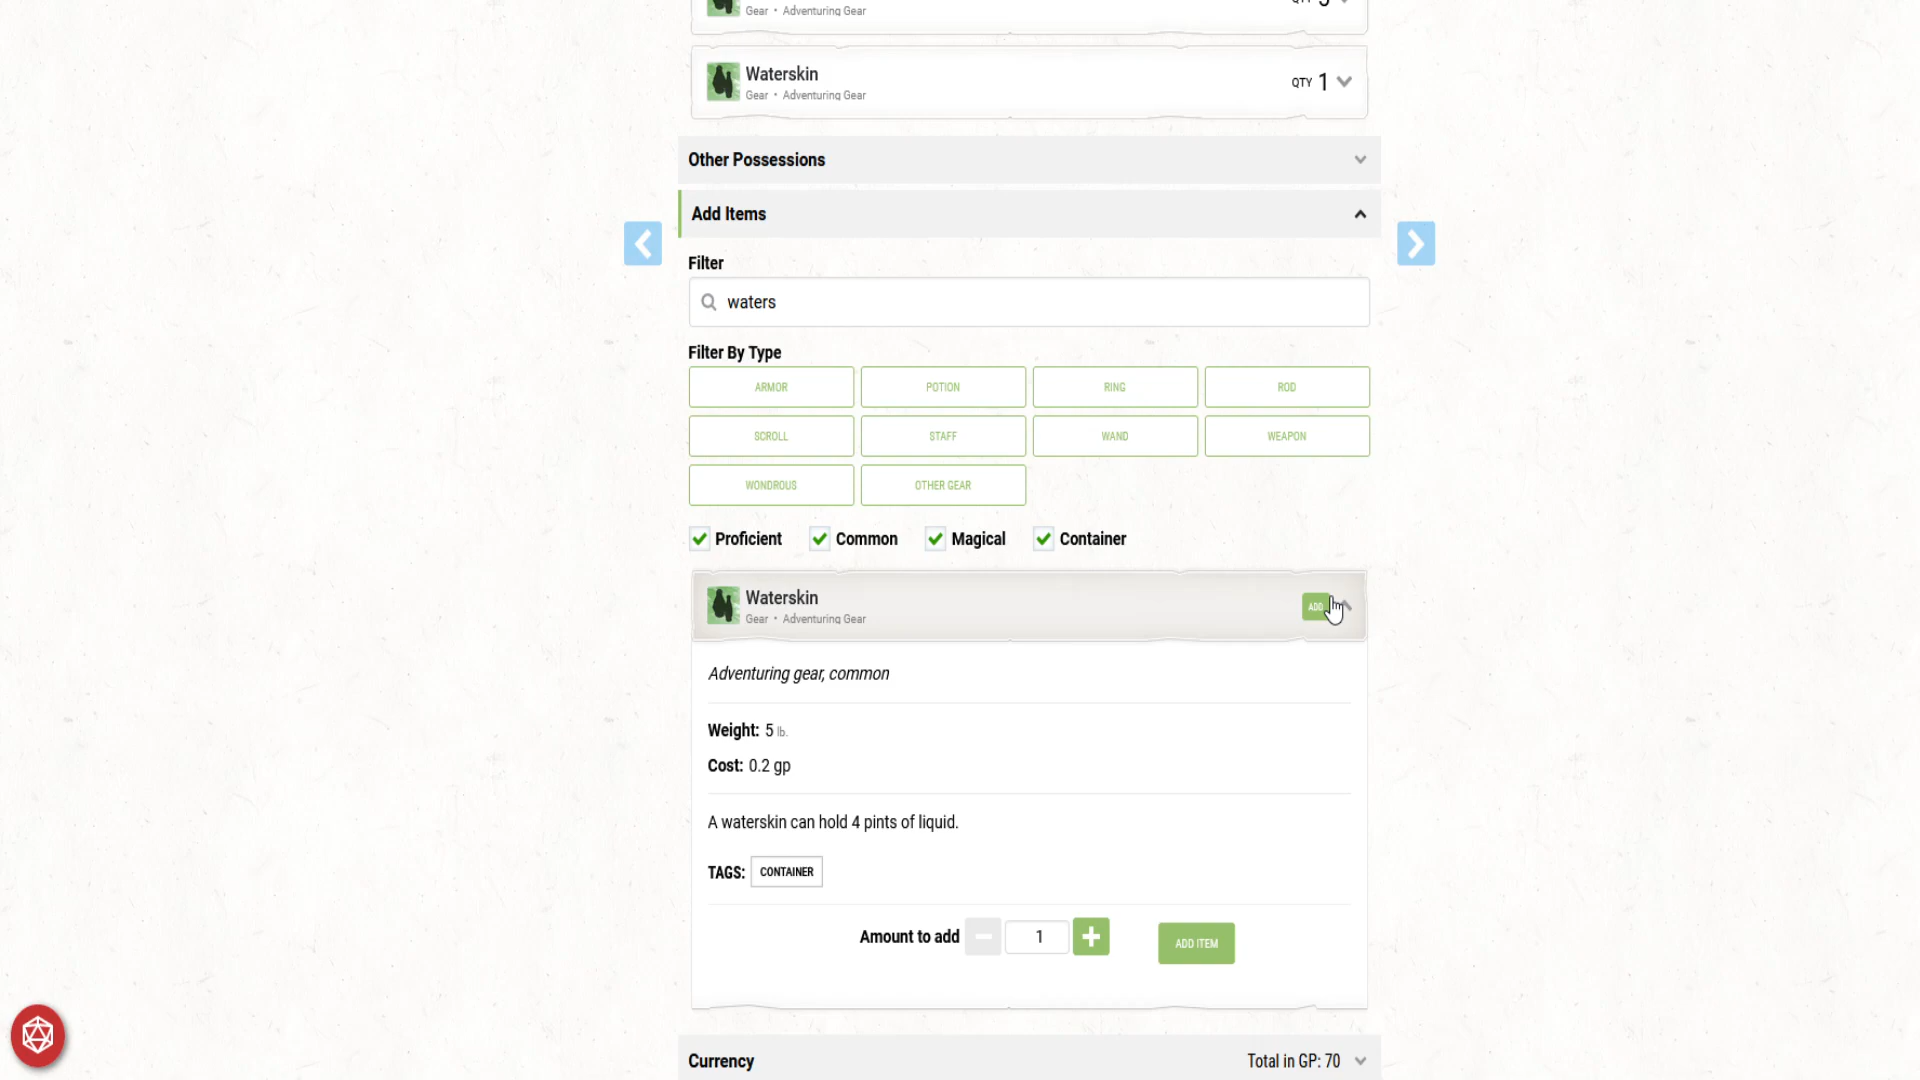 Gear • Adventuring Gear
QTY 5
Waterskin
Gear • Adventuring Gear
QTY 1
Other Possessions
Add Items
Filter
waters
Filter By Type
ARMOR POTION RING ROD
SCROLL STAFF WAND WEAPON
WONDROUS OTHER GEAR
Proficient Common Magical Container
Waterskin
Gear • Adventuring Gear
ADD
Adventuring gear, common
Weight: 5 lb.
Cost: 0.2 gp
A waterskin can hold 4 pints of liquid.
TAGS: CONTAINER
Amount to add 1 ADD ITEM
Currency Total in GP: 70